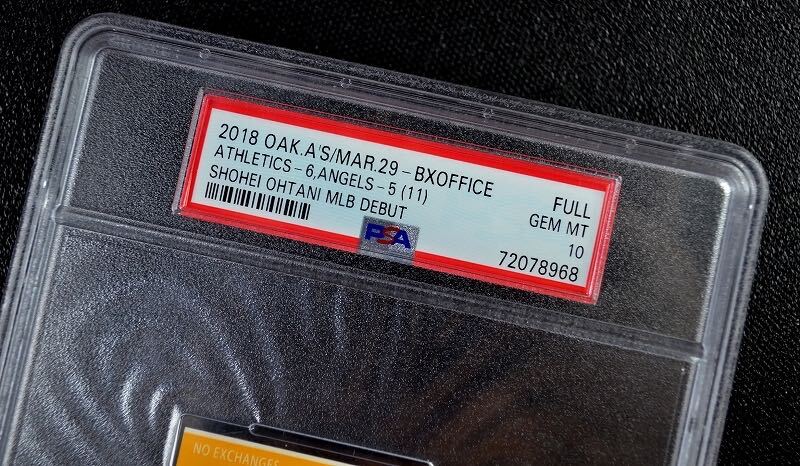 2018 OAK.A'S/MAR.29-BXOFFICE FULL
ATHLETICS-6,ANGELS-5 (11) GEM MT
SHOHEI OHTANI MLB DEBUT 10
PSA 72078968
NO EXCHANGES